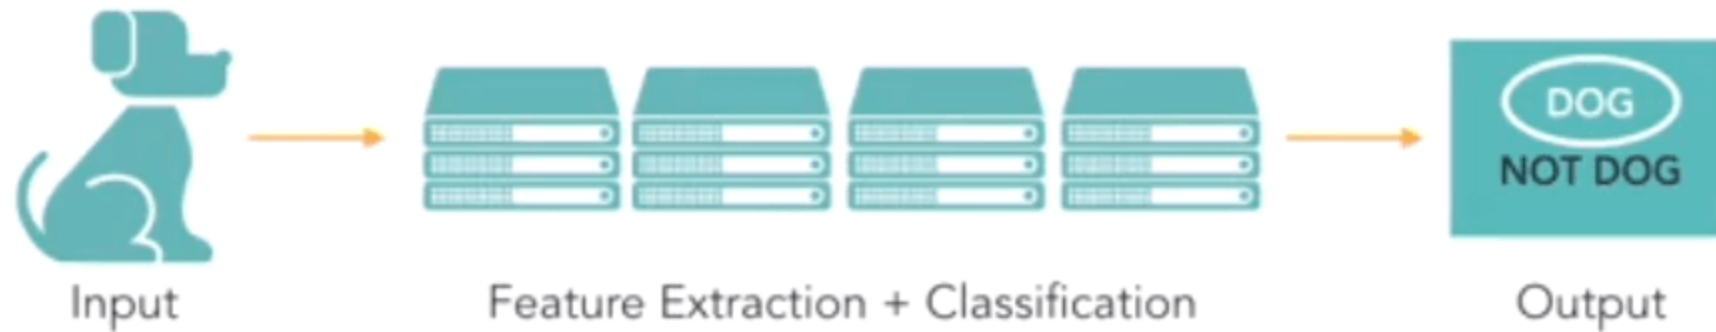 DOG
NOT DOG
Input
Feature Extraction + Classification
Output